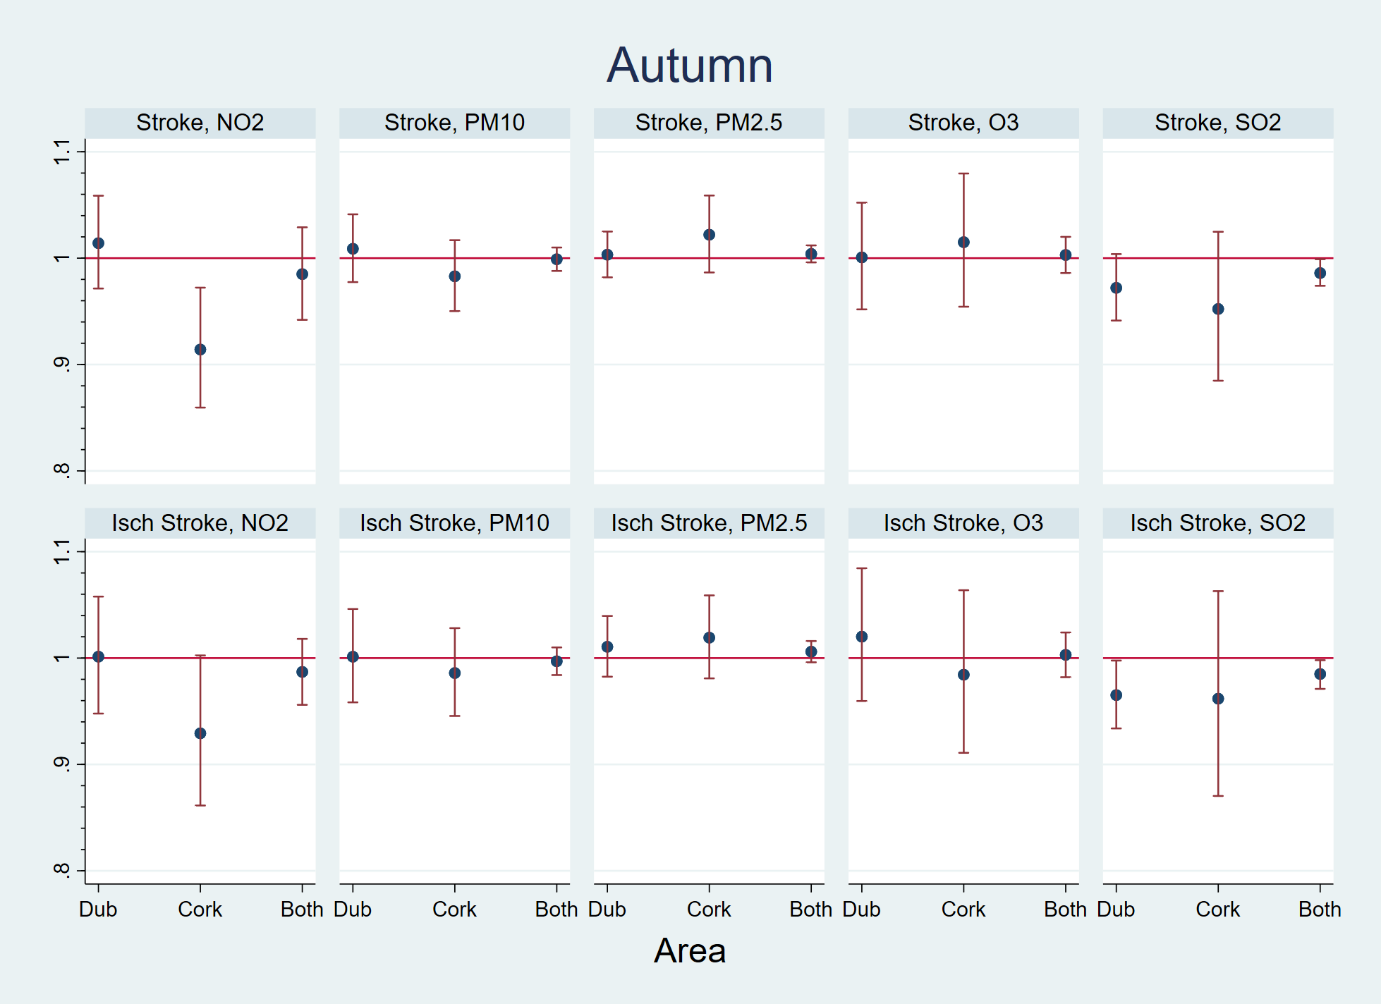 Autumn
Stroke, NO2 Stroke, PM10 Stroke, PM2.5 Stroke, O3 Stroke, SO2
1.1
1
.9
.8
Isch Stroke, NO2 Isch Stroke, PM10 Isch Stroke, PM2.5 Isch Stroke, O3 Isch Stroke, SO2
1.1
1
.9
.8
Dub Cork Both Dub Cork Both Dub Cork Both Dub Cork Both Dub Cork Both
Area